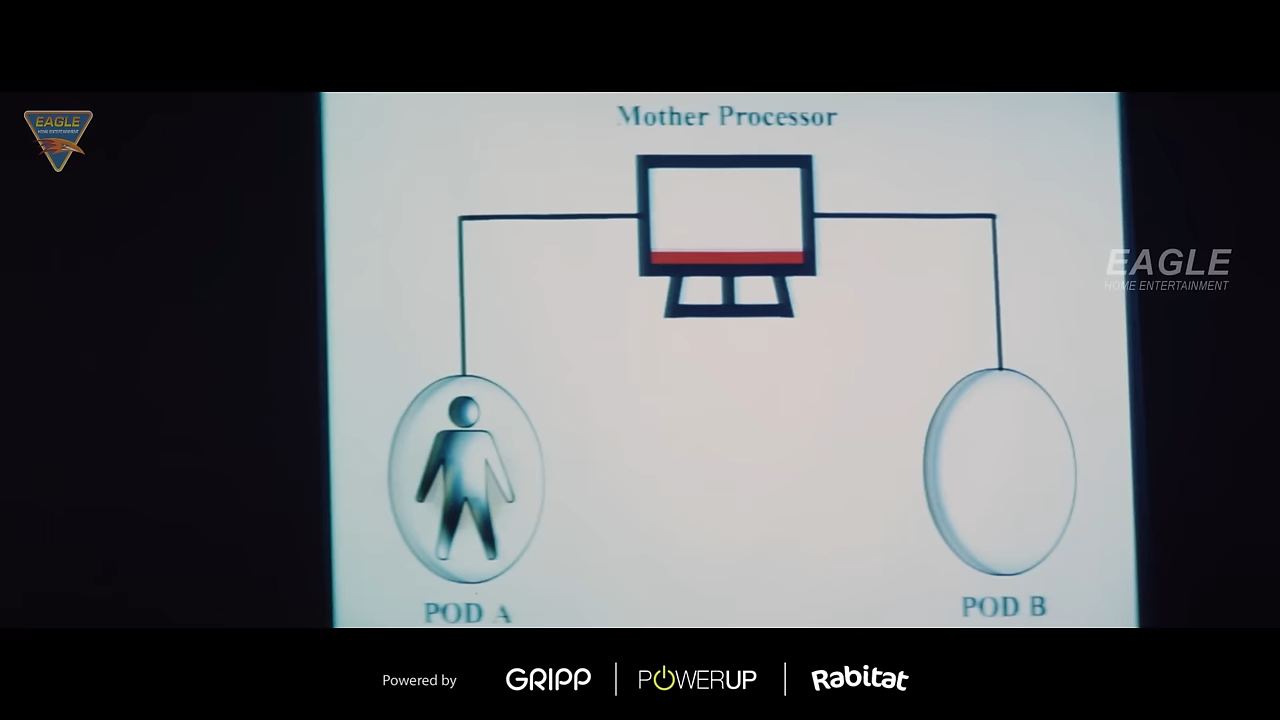 Mother Processor
EAGLE
HOME ENTERTAINMENT
EAGLE
HOME ENTERTAINMENT
POD A
POD B
Powered by GRIPP | POWERUP | Rabitat